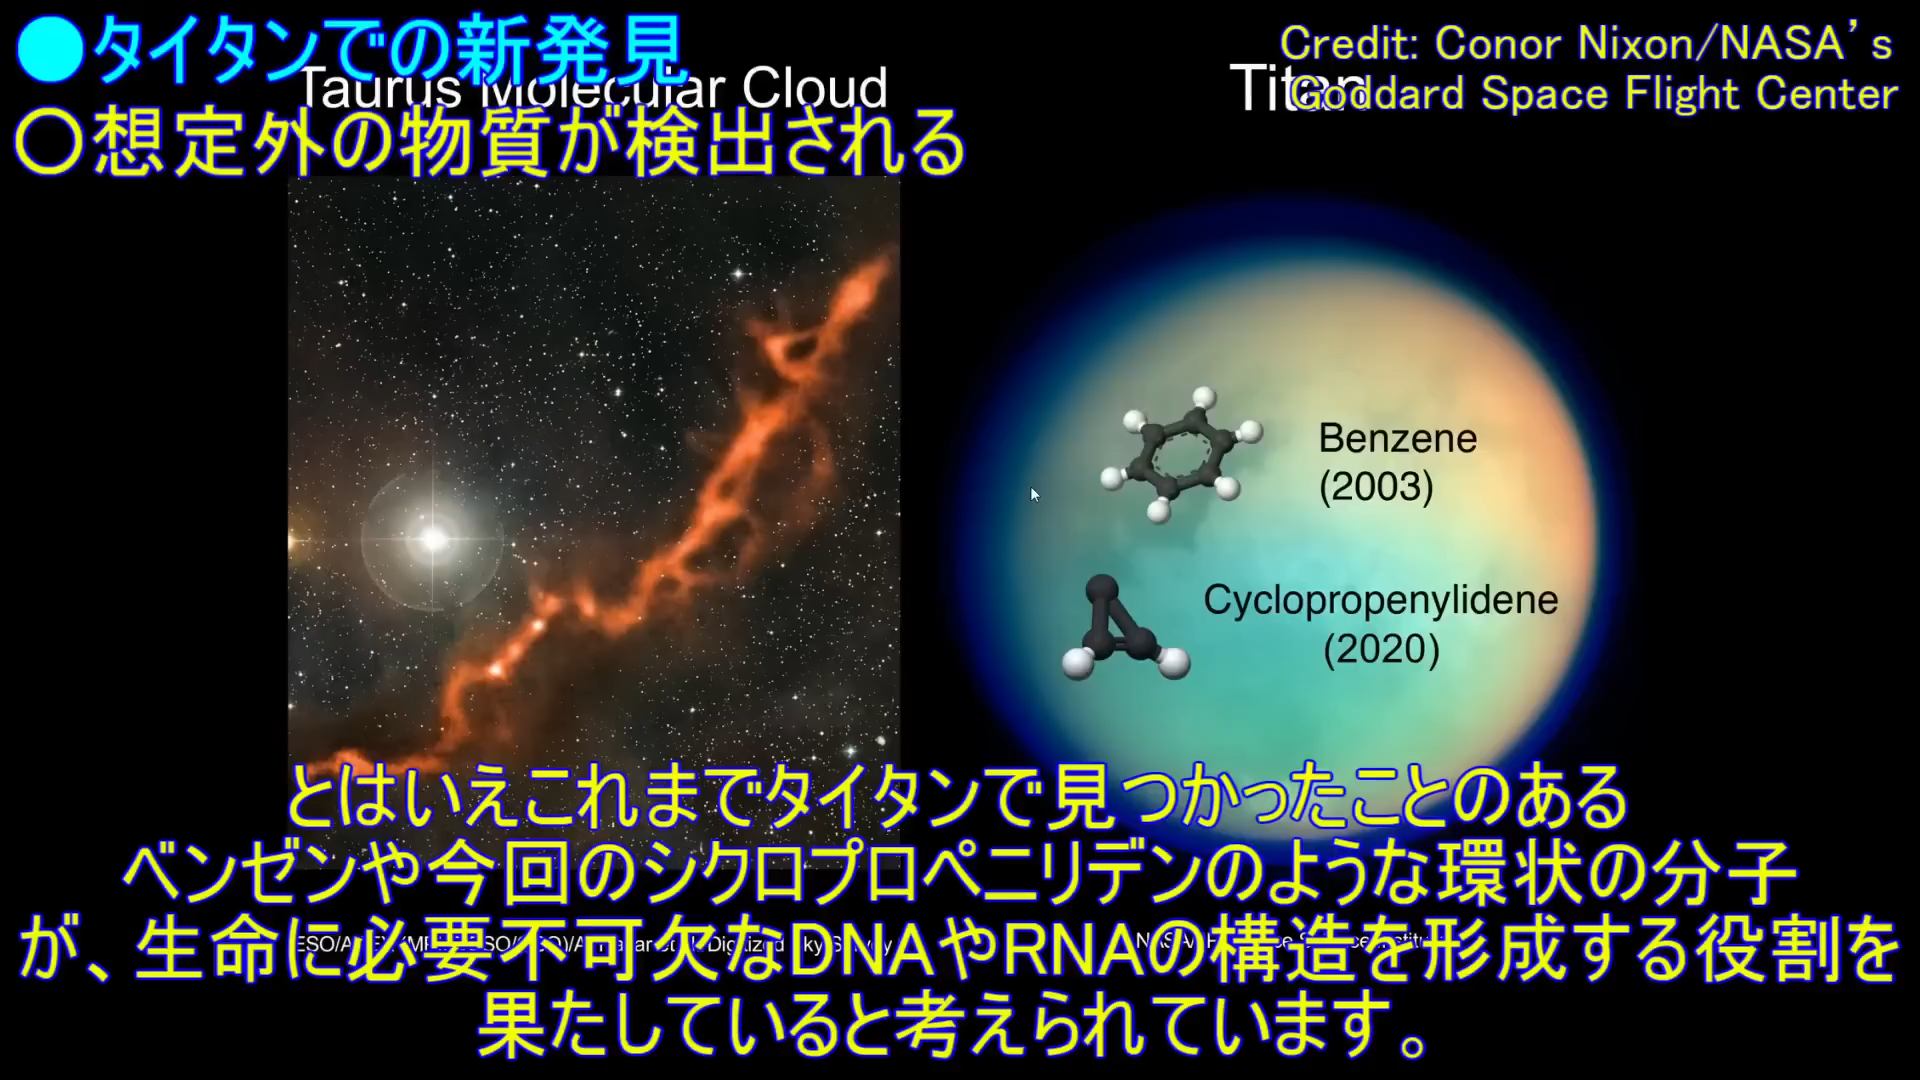 ●タイタンでの新発見
Credit: Conor Nixon/NASA's
Goddard Space Flight Center
Taurus Molecular Cloud
Titan
○想定外の物質が検出される
Benzene
(2003)
Cyclopropenylidene
(2020)
とはいえこれまでタイタンで見つかったことのある
ベンゼンや今回のシクロプロペニリデンのような環状の分子
が、生命に必要不可欠なDNAやRNAの構造を形成する役割を
果たしていると考えられています。